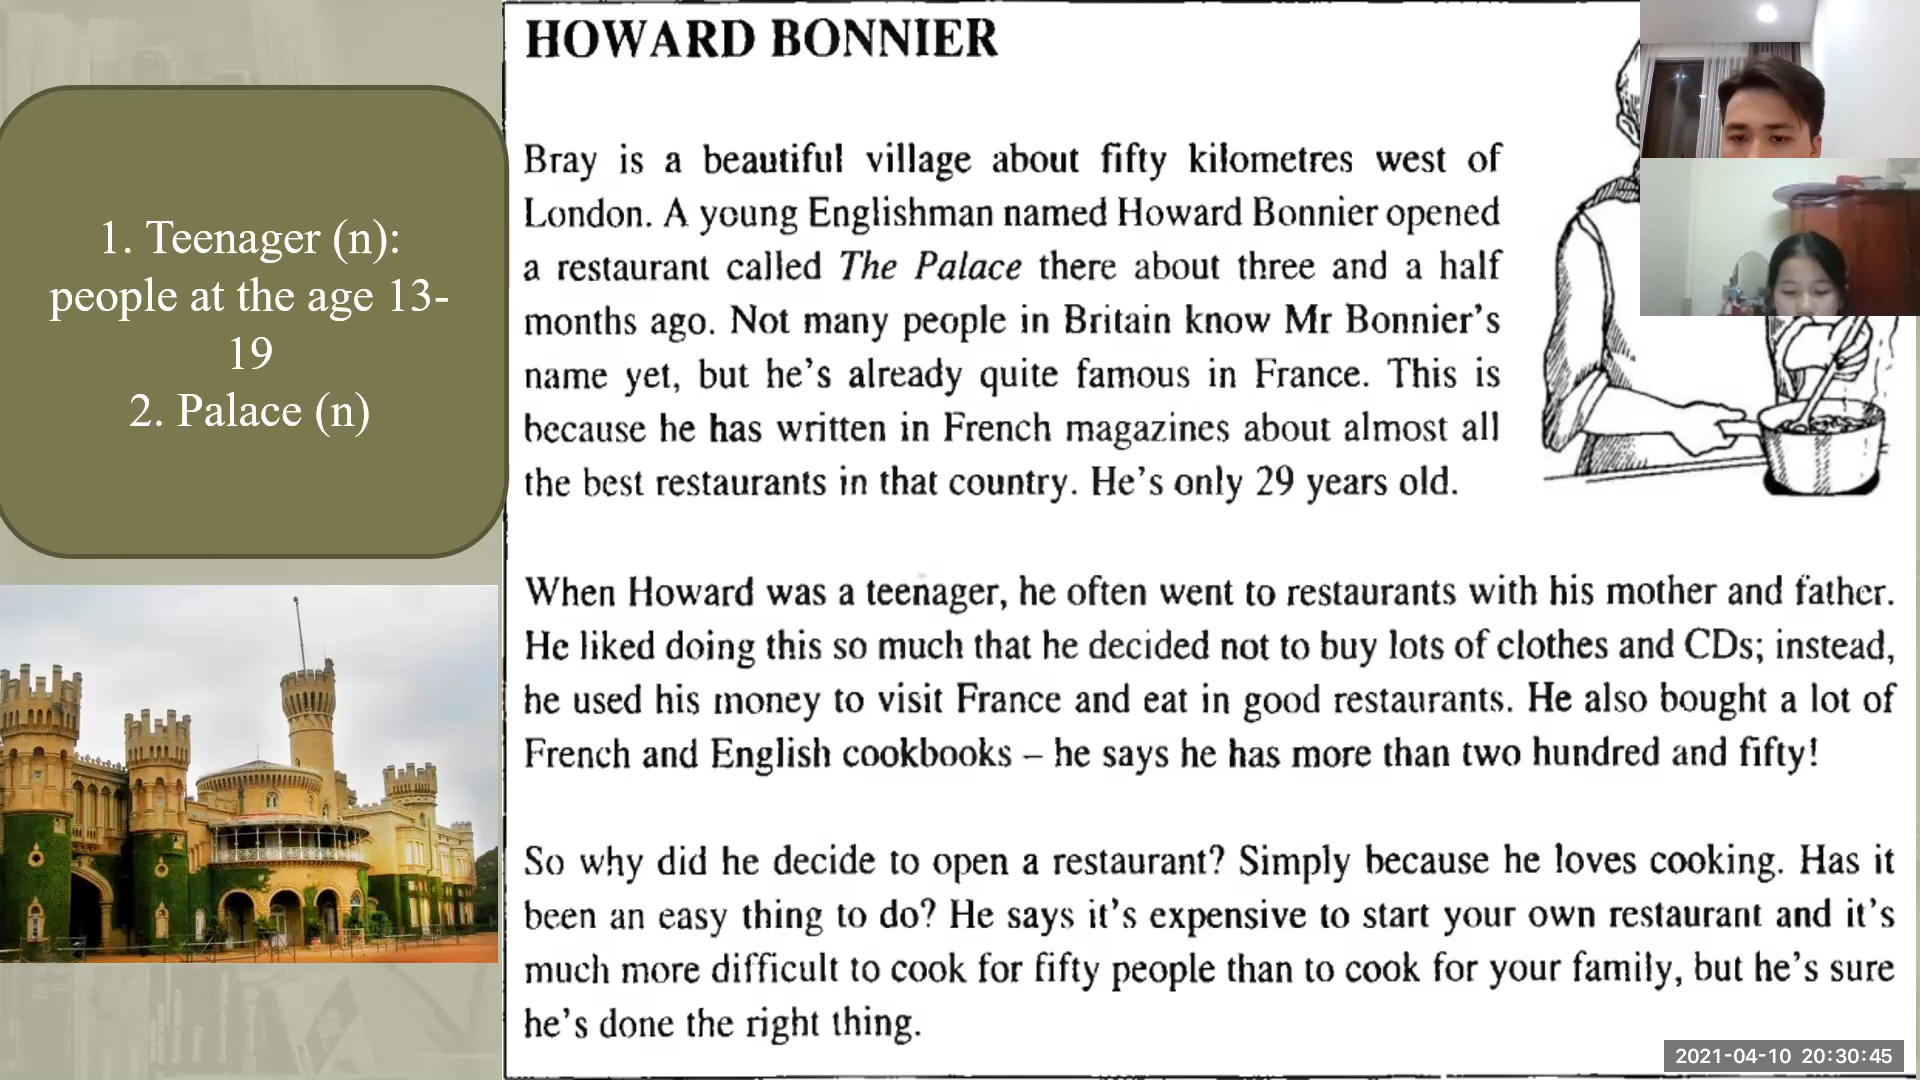 1. Teenager (n):
people at the age 13-
19
2. Palace (n)
HOWARD BONNIER
Bray is a beautiful village about fifty kilometres west of
London. A young Englishman named Howard Bonnier opened
a restaurant called The Palace there about three and a half
months ago. Not many people in Britain know Mr Bonnier's
name yet, but he's already quite famous in France. This is
because he has written in French magazines about almost all
the best restaurants in that country. He's only 29 years old.
When Howard was a teenager, he often went to restaurants with his mother and father.
He liked doing this so much that he decided not to buy lots of clothes and CDs; instead,
he used his money to visit France and eat in good restaurants. He also bought a lot of
French and English cookbooks – he says he has more than two hundred and fifty!
So why did he decide to open a restaurant? Simply because he loves cooking. Has it
been an easy thing to do? He says it's expensive to start your own restaurant and it's
much more difficult to cook for fifty people than to cook for your family, but he's sure
he's done the right thing.
2021-04-10 20:30:45